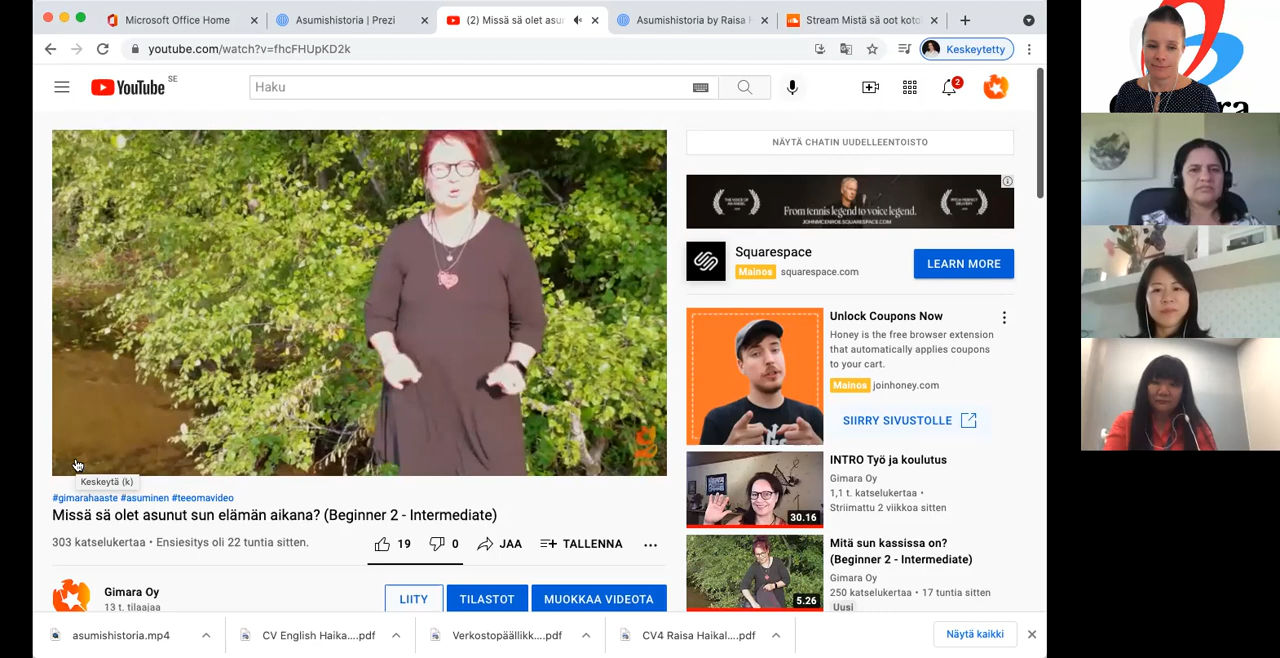 Microsoft Office Home
Asumishistoria | Prezi
(2) Missä sä olet asu
Asumishistoria by Raisa
Stream Mistä sä oot koto
youtube.com/watch?v=fhcFHUpKD2k
Keskeytetty
YouTube SE
Haku
2
NÄYTÄ CHATIN UUDELLEENTOISTO
From tennis legend to voice legend.
JOHNMCENROE.SQUARESPACE.COM
Squarespace
Mainos squarespace.com
LEARN MORE
Unlock Coupons Now
Honey is the free browser extension
that automatically applies coupons
to your cart.
Mainos joinhoney.com
SIIRRY SIVUSTOLLE
INTRO Työ ja koulutus
Gimara Oy
1,1 t. katselukertaa •
Striimattu 2 viikkoa sitten
30.16
Mitä sun kassissa on?
(Beginner 2 - Intermediate)
Gimara Oy
250 katselukertaa • 17 tuntia sitten
Uusi
5.26
Keskeytä (k)
#gimarahaaste #asuminen #teeomavideo
Missä sä olet asunut sun elämän aikana? (Beginner 2 - Intermediate)
303 katselukertaa • Ensiesitys oli 22 tuntia sitten.
19
0
JAA
TALLENNA
Gimara Oy
13 t. tilaajaa
LIITY
TILASTOT
MUOKKAA VIDEOTA
asumishistoria.mp4
CV English Haika....pdf
Verkostopäällikk....pdf
CV4 Raisa Haikal....pdf
Näytä kaikki